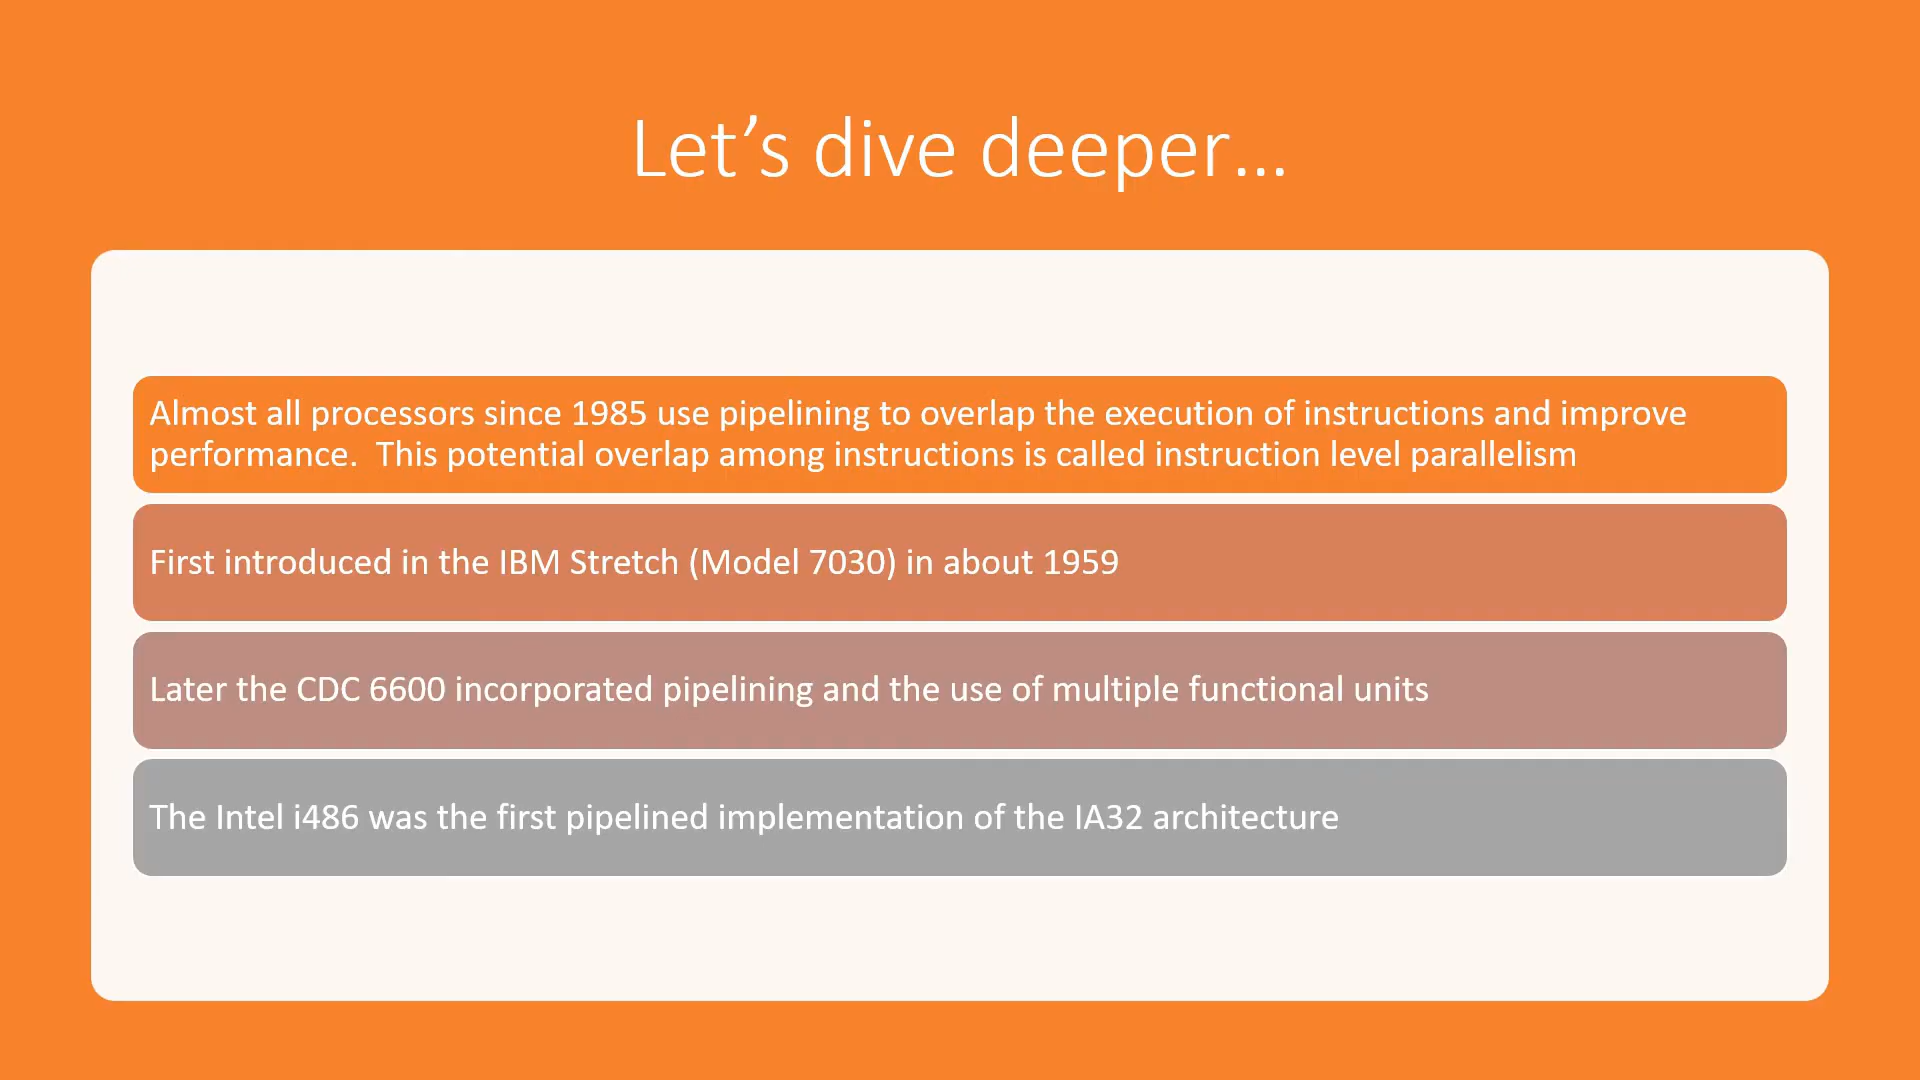 Let’s dive deeper…
Almost all processors since 1985 use pipelining to overlap the execution of instructions and improve
performance.  This potential overlap among instructions is called instruction level parallelism
First introduced in the IBM Stretch (Model 7030) in about 1959
Later the CDC 6600 incorporated pipelining and the use of multiple functional units
The Intel i486 was the first pipelined implementation of the IA32 architecture